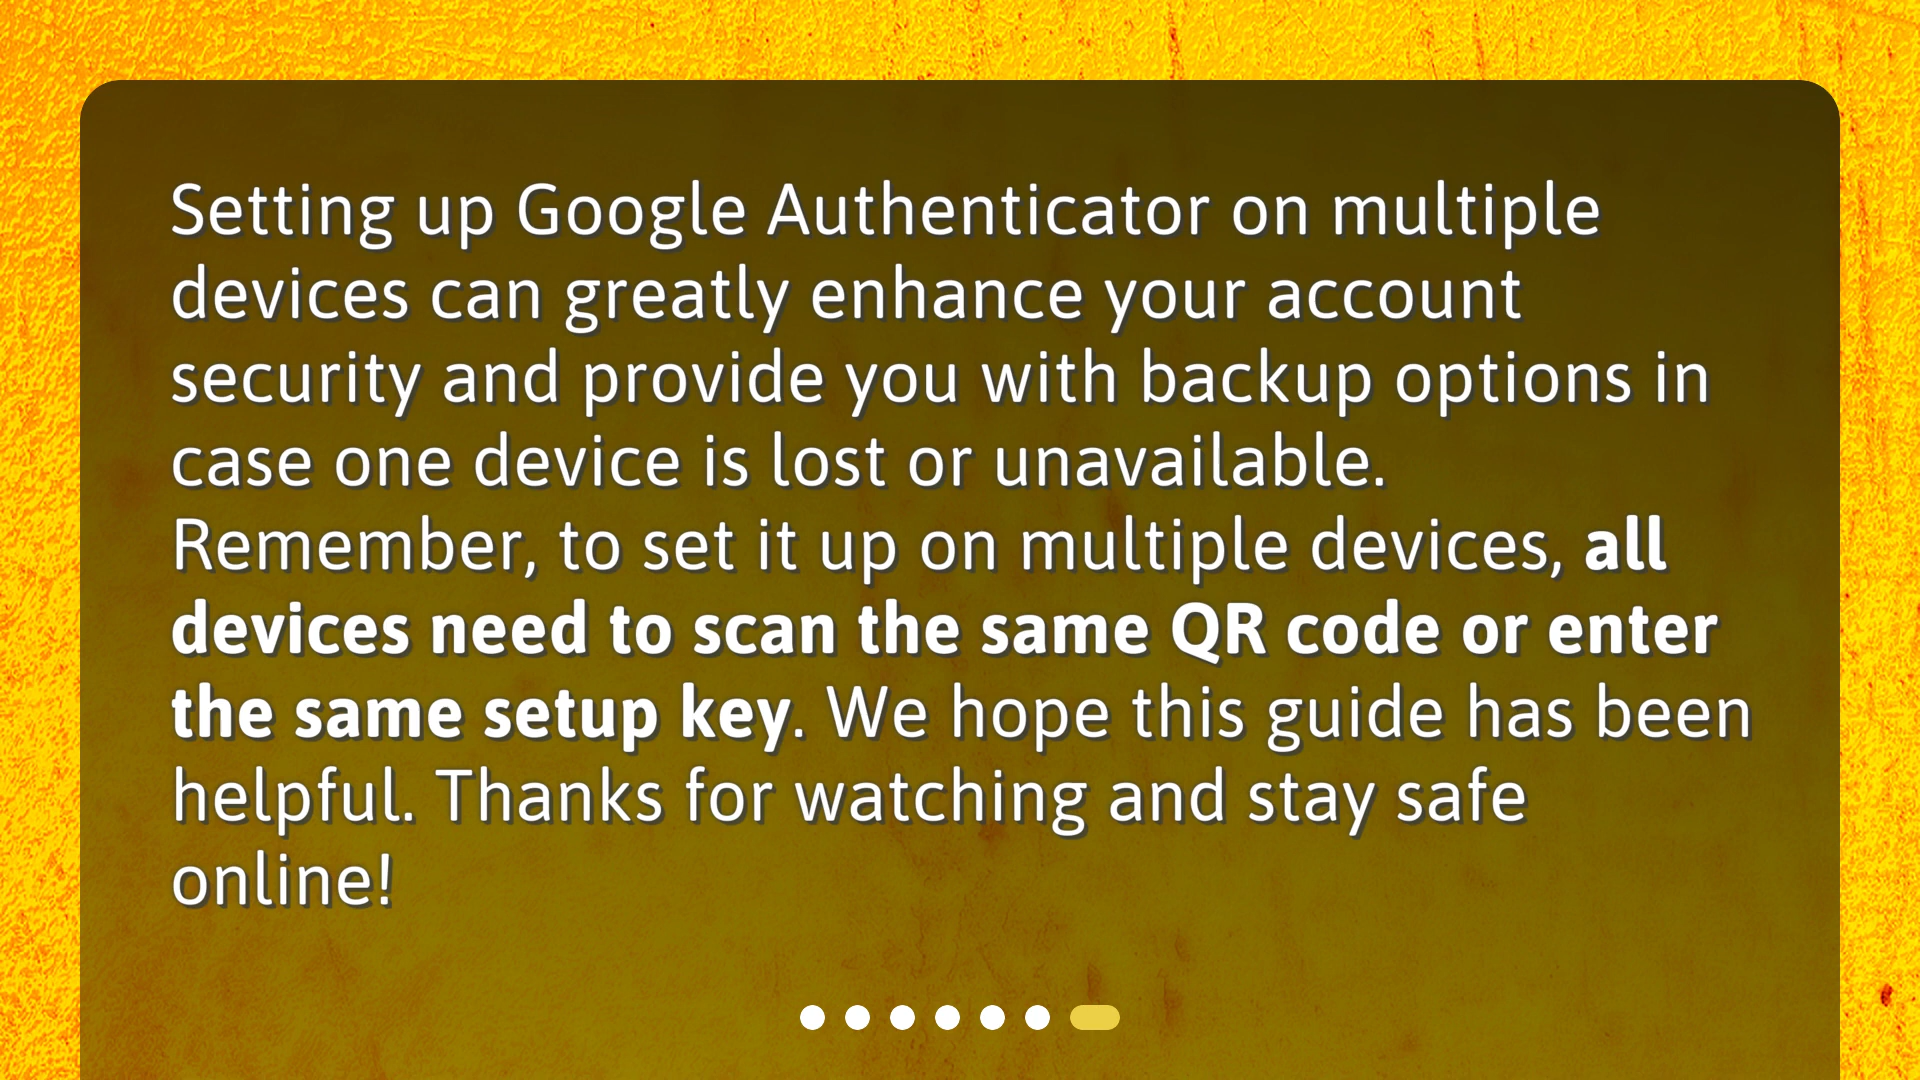 Setting up Google Authenticator on multiple
devices can greatly enhance your account
security and provide you with backup options in
case one device is lost or unavailable.
Remember, to set it up on multiple devices, all
devices need to scan the same QR code or enter
the same setup key. We hope this guide has been
helpful. Thanks for watching and stay safe
online!